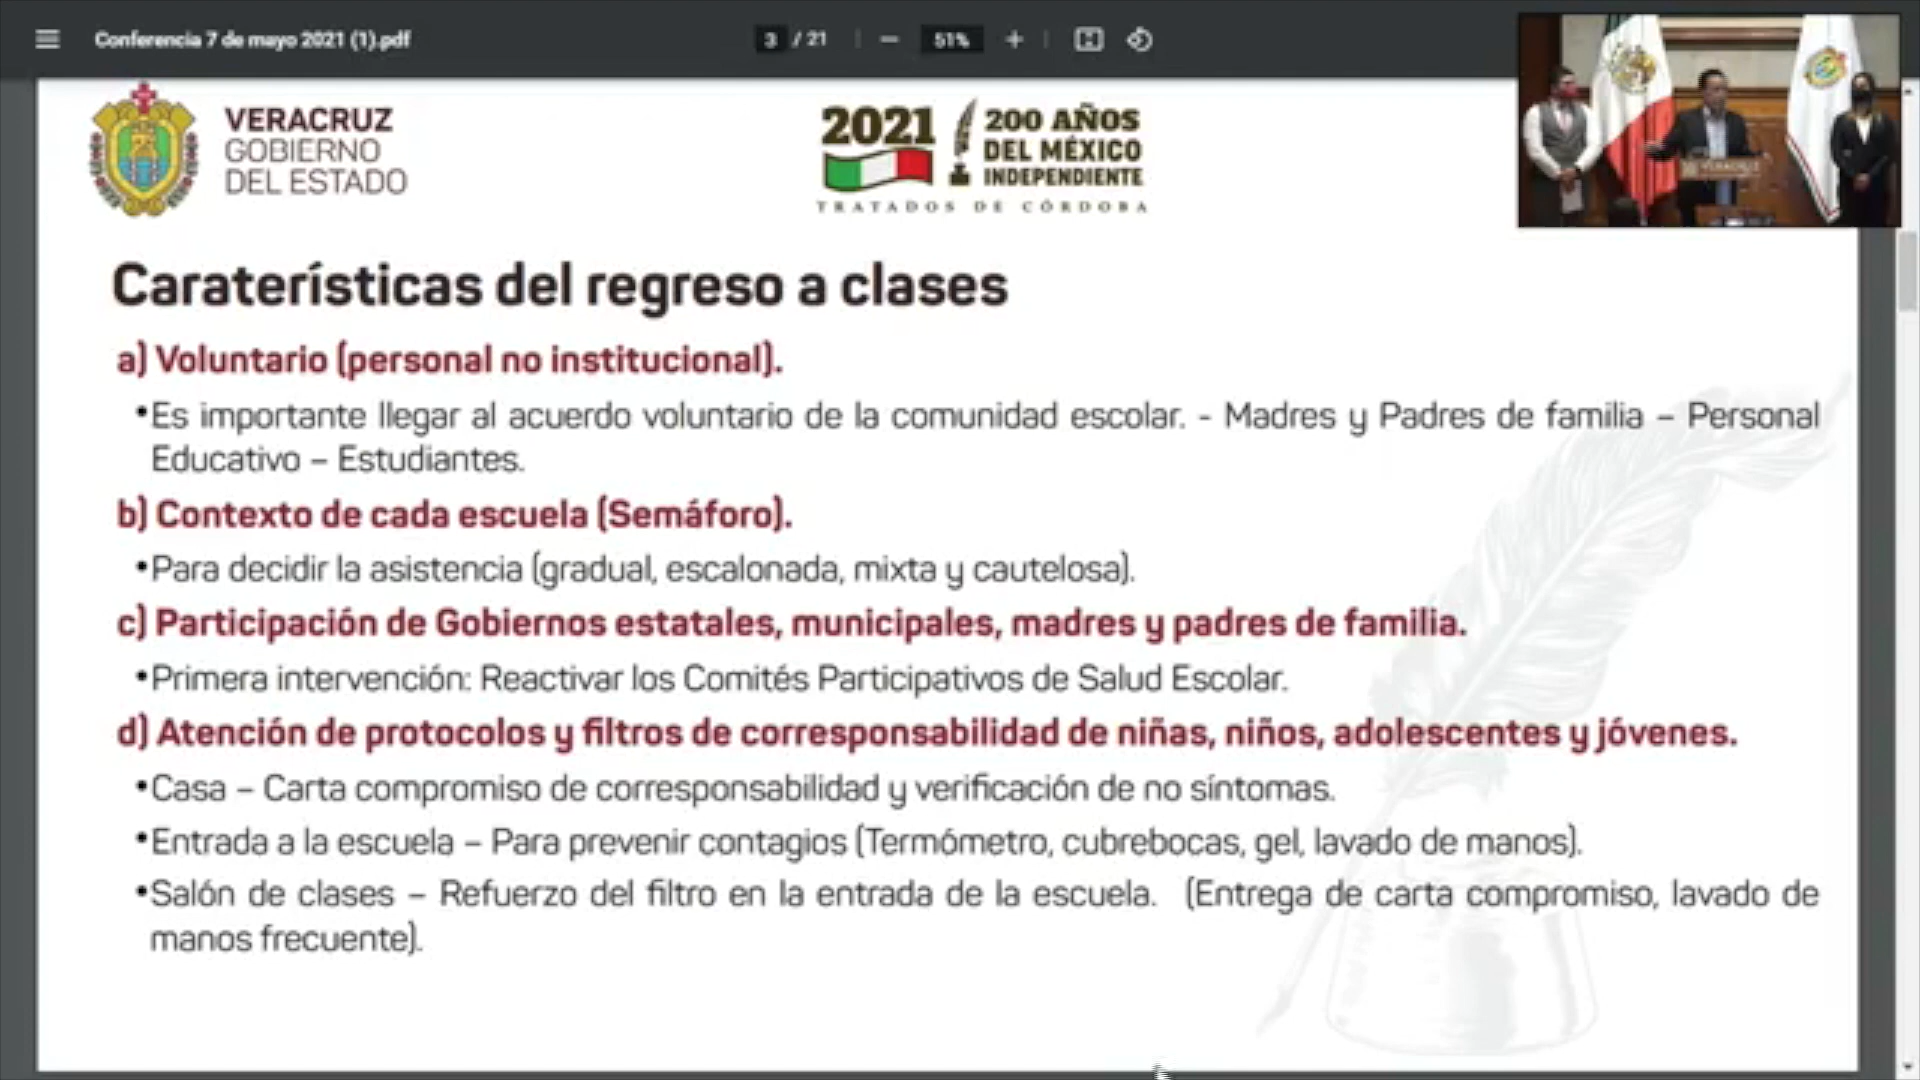 Conferencia 7 de mayo 2021 (1).pdf
3 / 21
51%
VERACRUZ
GOBIERNO
DEL ESTADO
2021
200 AÑOS
DEL MÉXICO
INDEPENDIENTE
TRATADOS DE CÓRDOBA
Caraterísticas del regreso a clases
a) Voluntario (personal no institucional).
•Es importante llegar al acuerdo voluntario de la comunidad escolar. - Madres y Padres de familia – Personal
Educativo – Estudiantes.
b) Contexto de cada escuela (Semáforo).
•Para decidir la asistencia (gradual, escalonada, mixta y cautelosa).
c) Participación de Gobiernos estatales, municipales, madres y padres de familia.
•Primera intervención: Reactivar los Comités Participativos de Salud Escolar.
d) Atención de protocolos y filtros de corresponsabilidad de niñas, niños, adolescentes y jóvenes.
•Casa – Carta compromiso de corresponsabilidad y verificación de no síntomas.
•Entrada a la escuela – Para prevenir contagios (Termómetro, cubrebocas, gel, lavado de manos).
•Salón de clases – Refuerzo del filtro en la entrada de la escuela. (Entrega de carta compromiso, lavado de
manos frecuente).